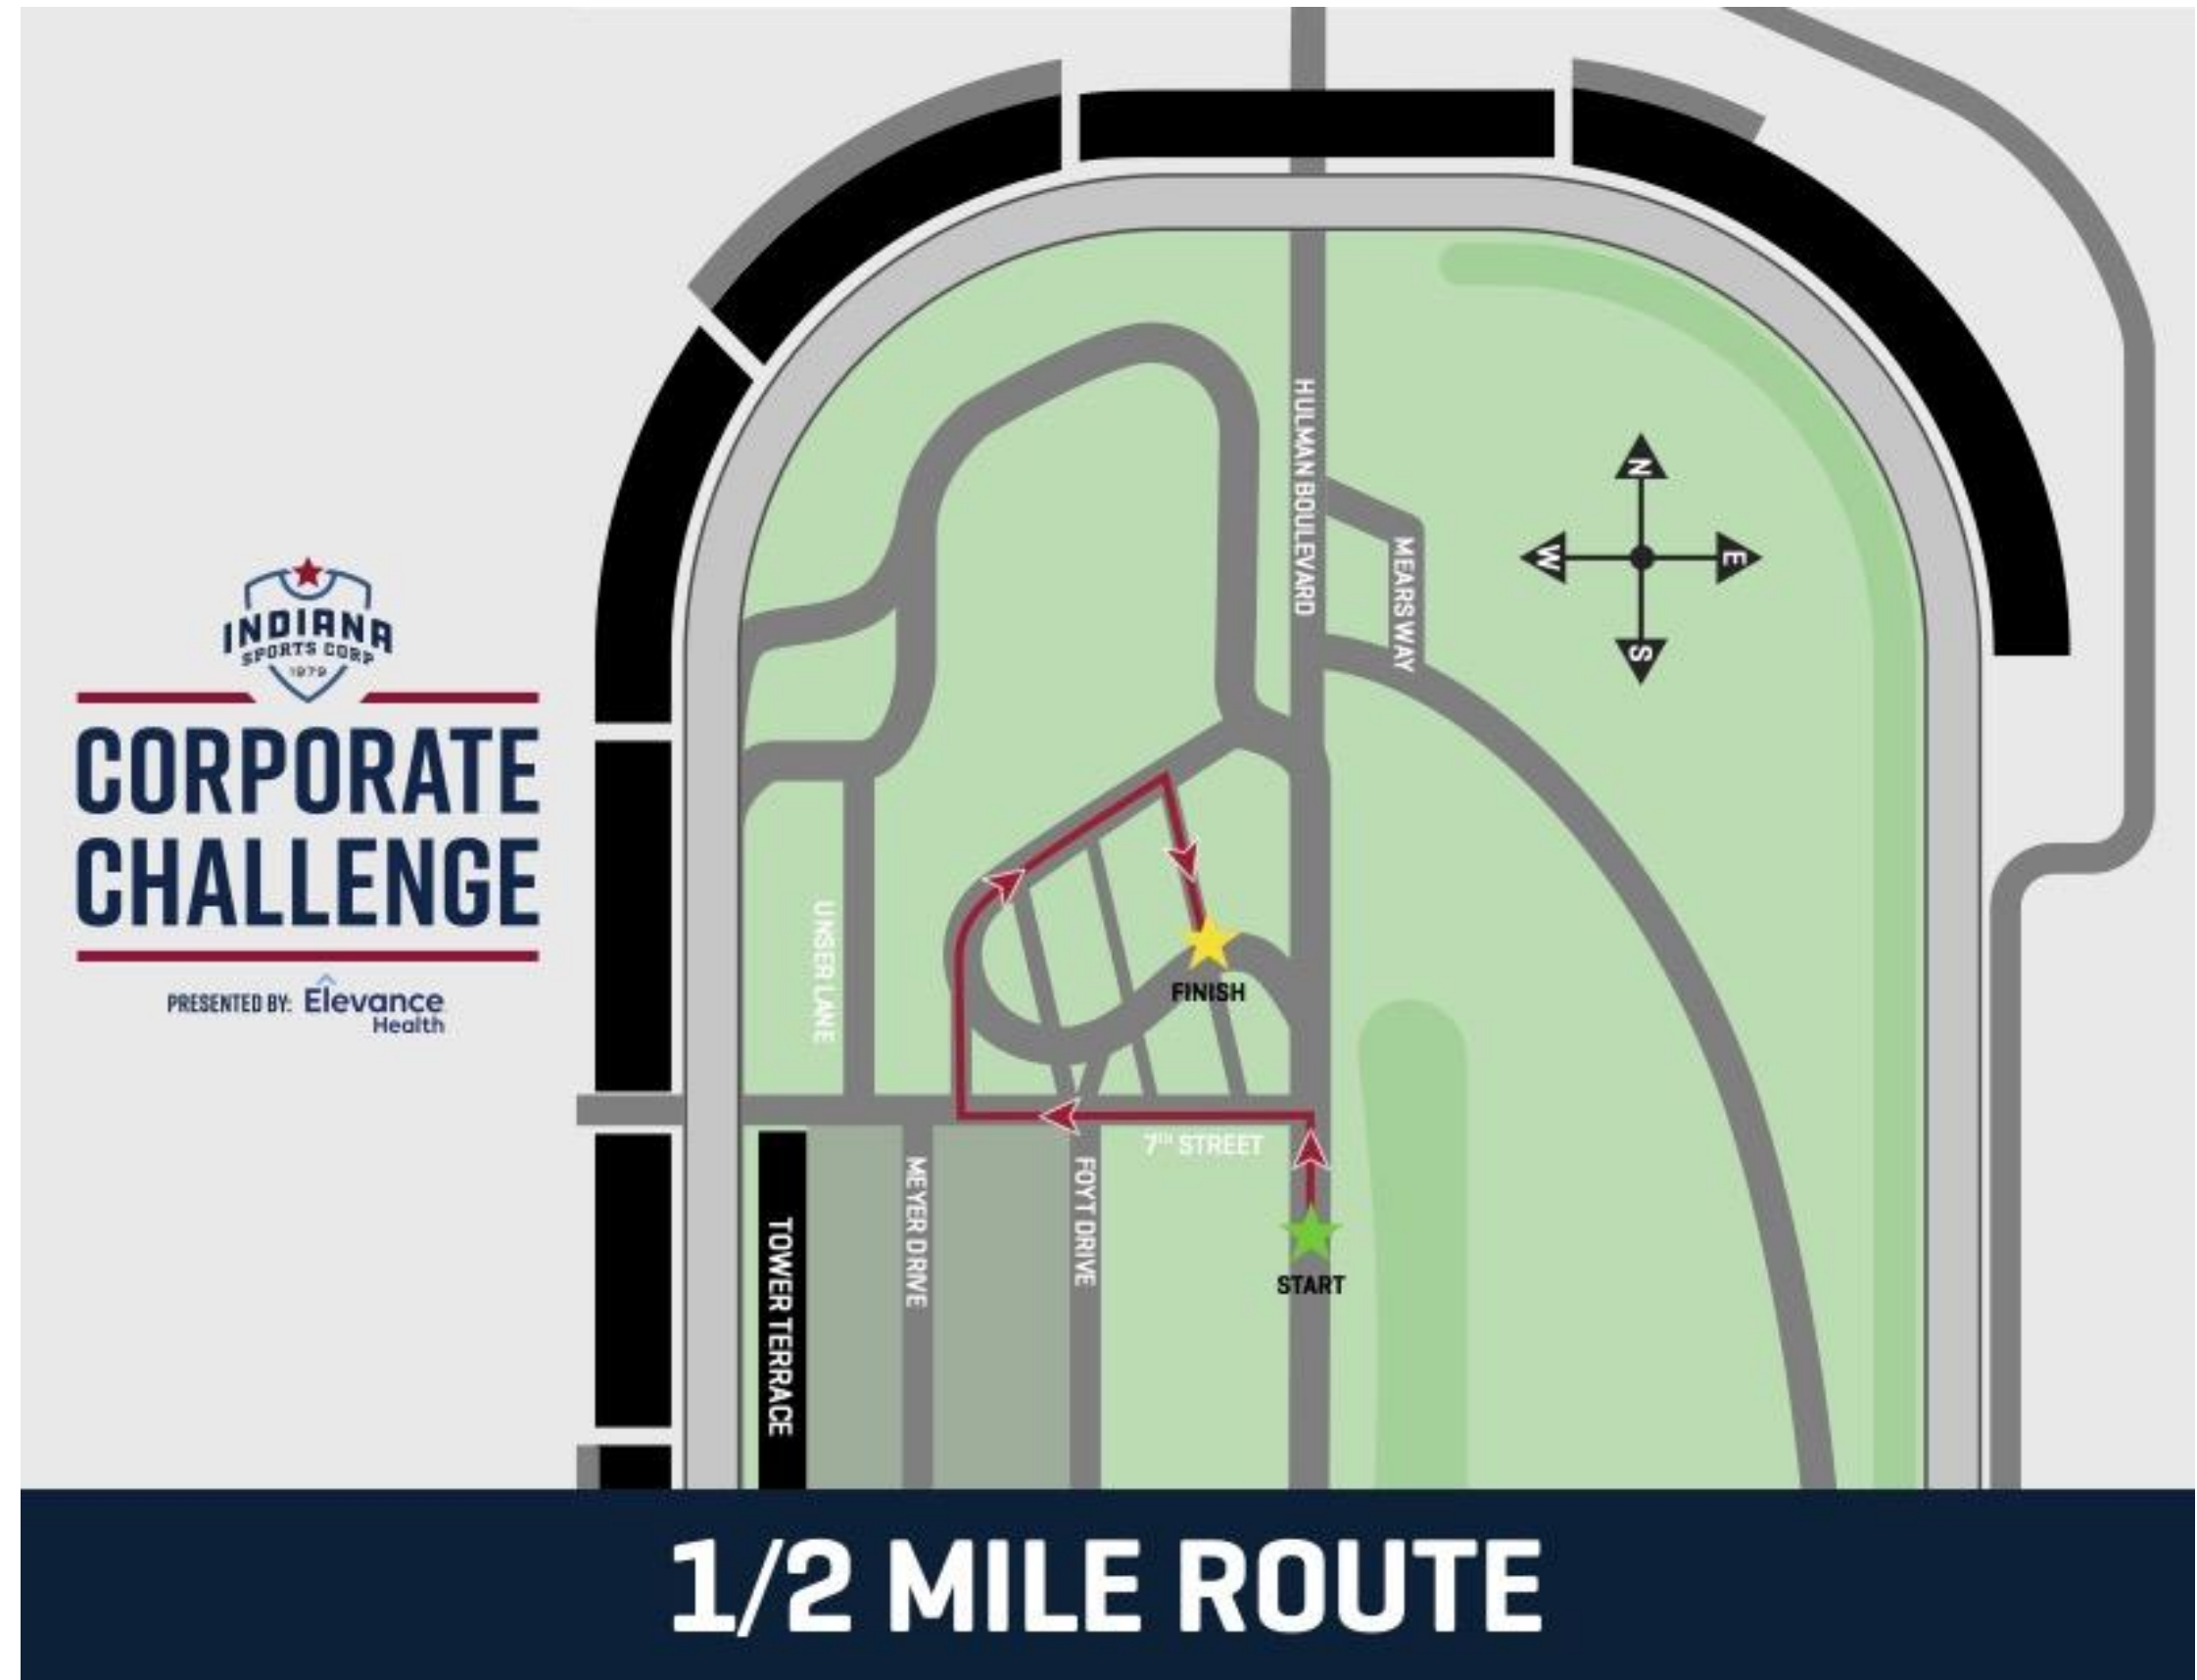 INDIANA
SPORTS CORP
1979
CORPORATE
CHALLENGE
PRESENTED BY: Elevance
Health
HULMAN BOULEVARD
MEARS WAY
N
W
E
S
UNSER LANE
FINISH
7TH STREET
MEYER DRIVE
FOYT DRIVE
TOWER TERRACE
START
1/2 MILE ROUTE